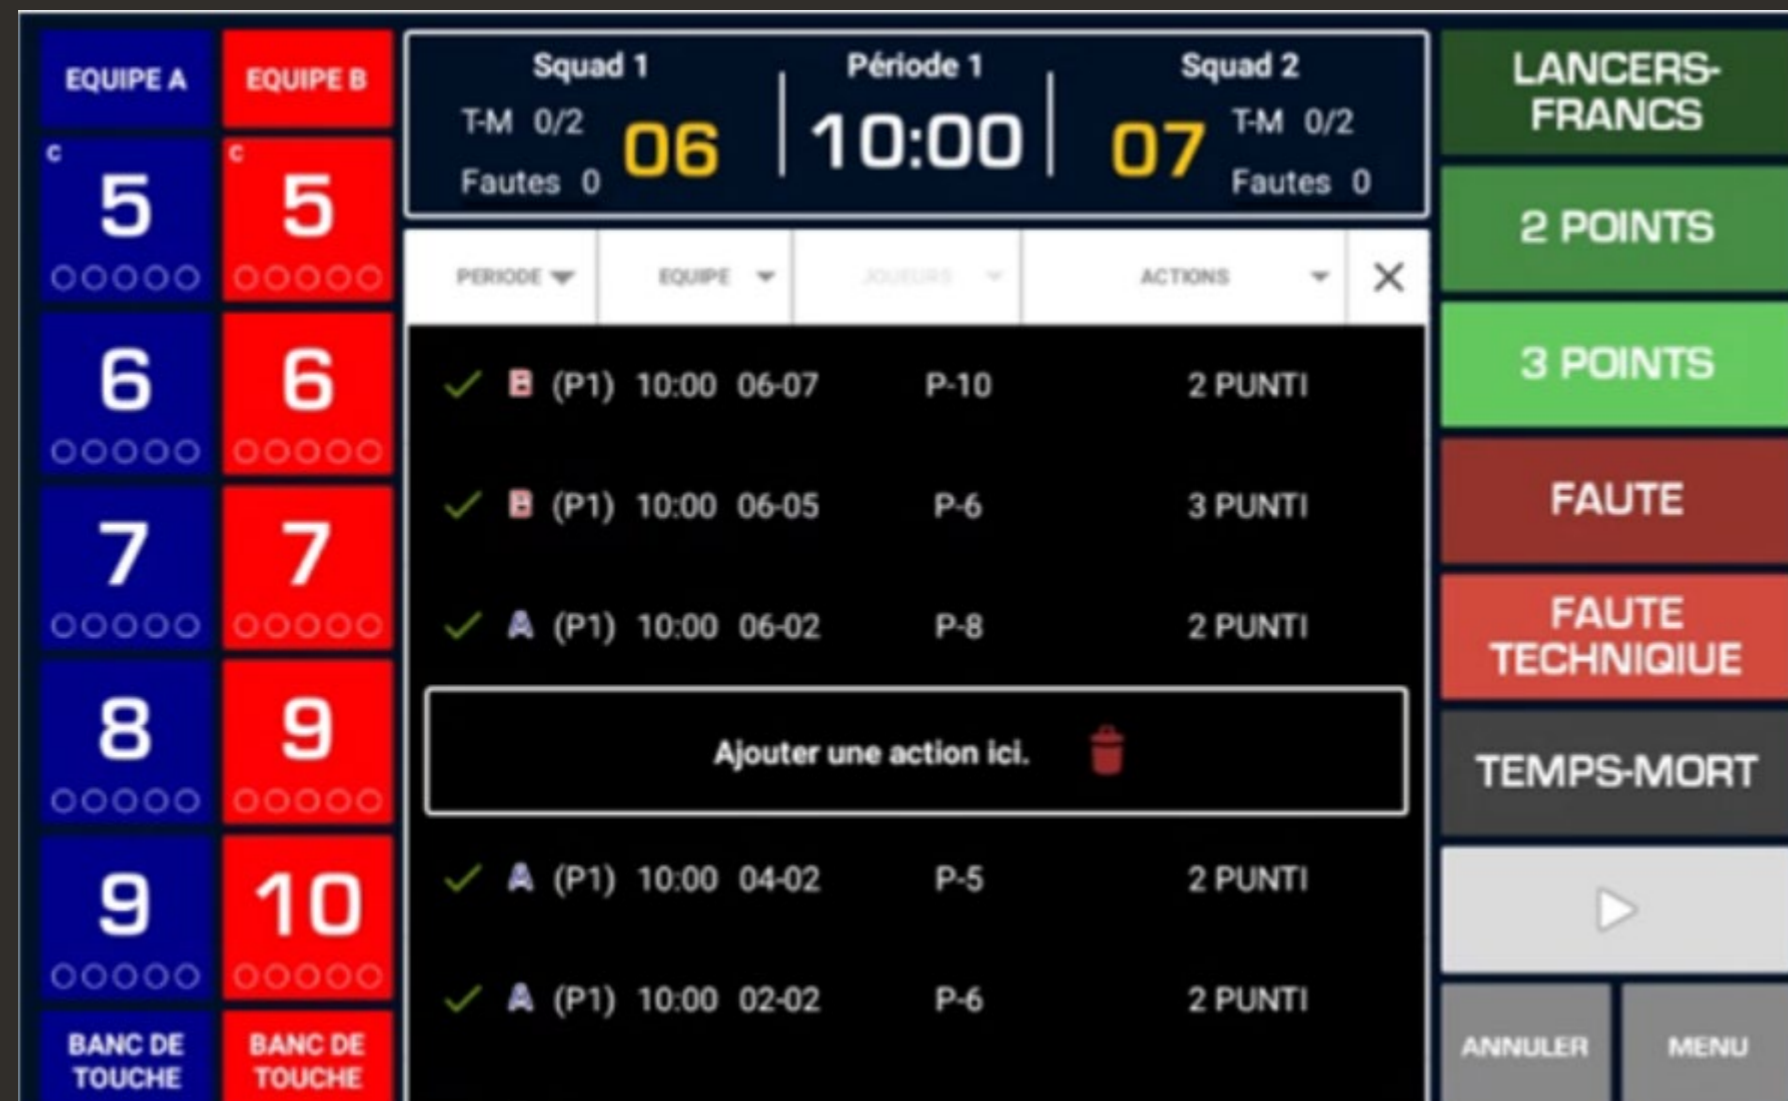 EQUIPE A
EQUIPE B
Squad 1
T-M 0/2
Fautes 0
06
Période 1
10:00
Squad 2
07
T-M 0/2
Fautes 0
LANCERS-
FRANCS
C
5
C
5
2 POINTS
PERIODE
EQUIPE
JOUEURS
ACTIONS
6
6
3 POINTS
B (P1) 10:00 06-07 P-10 2 PUNTI
B (P1) 10:00 06-05 P-6 3 PUNTI
FAUTE
7
7
A (P1) 10:00 06-02 P-8 2 PUNTI
FAUTE
TECHNIQIUE
8
9
Ajouter une action ici.
TEMPS-MORT
9
10
A (P1) 10:00 04-02 P-5 2 PUNTI
A (P1) 10:00 02-02 P-6 2 PUNTI
BANC DE
TOUCHE
BANC DE
TOUCHE
ANNULER
MENU